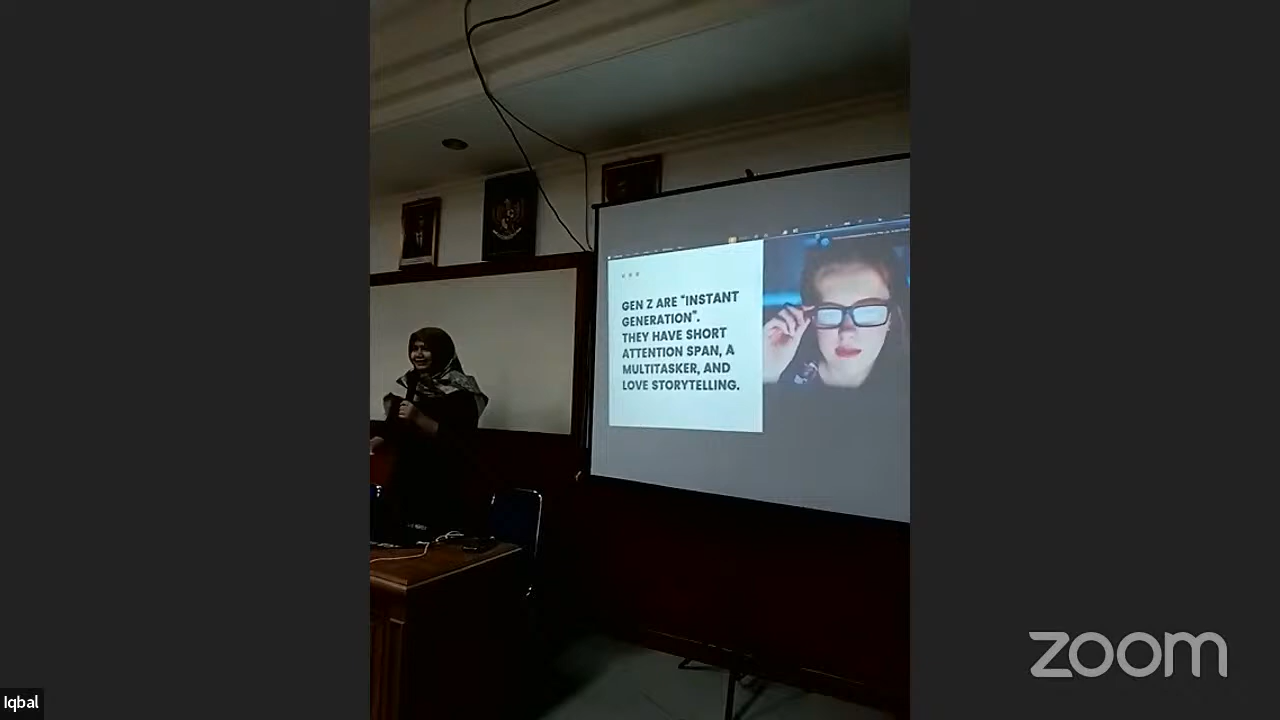 GEN Z ARE "INSTANT
GENERATION".
THEY HAVE SHORT
ATTENTION SPAN, A
MULTITASKER, AND
LOVE STORYTELLING.
zoom
Iqbal